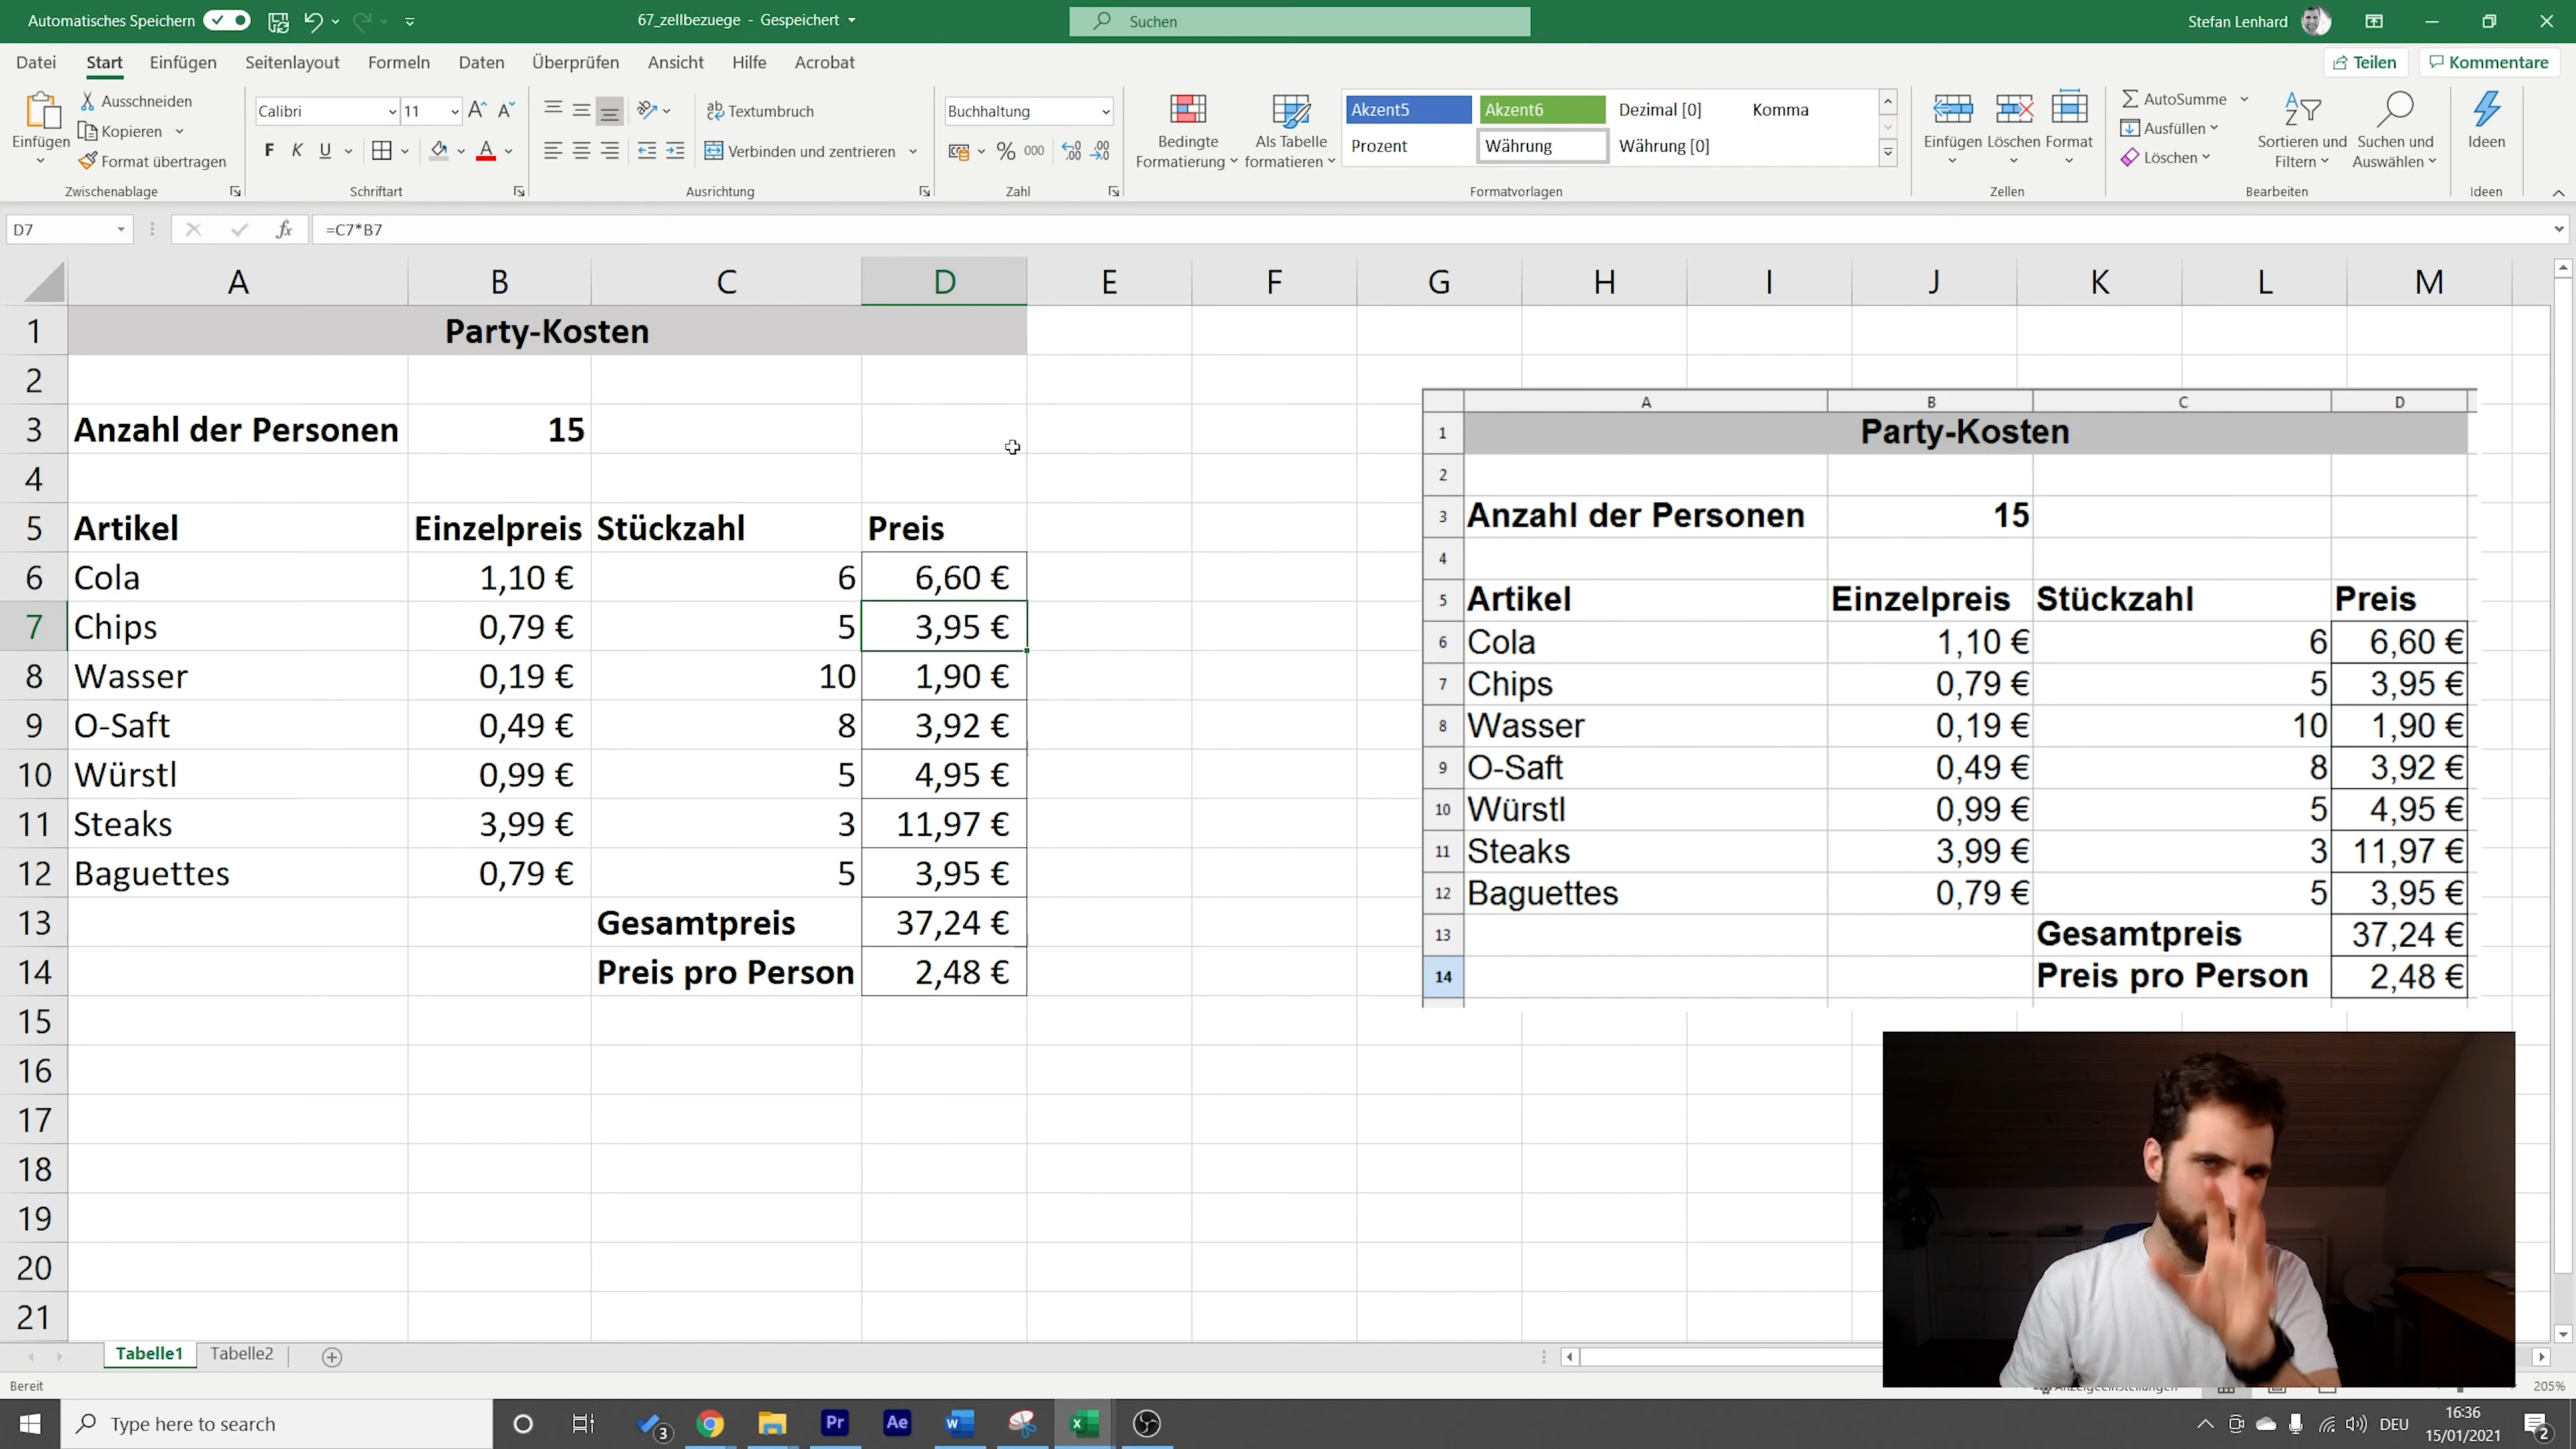 Automatisches Speichern
67_zellbezuege - Gespeichert
Suchen
Stefan Lenhard
Datei Start Einfügen Seitenlayout Formeln Daten Überprüfen Ansicht Hilfe Acrobat
Teilen Kommentare
Einfügen
Ausschneiden
Kopieren
Format übertragen
Zwischenablage
Calibri 11
F K U
Schriftart
Textumbruch
Verbinden und zentrieren
Ausrichtung
Buchhaltung
% 000
Zahl
Bedingte Formatierung
Als Tabelle formatieren
Akzent5 Akzent6 Dezimal [0] Komma
Prozent Währung Währung [0]
Formatvorlagen
Einfügen Löschen Format
Zellen
AutoSumme
Ausfüllen
Löschen
Sortieren und Filtern
Suchen und Auswählen
Bearbeiten
Ideen
Ideen
D7 fx =C7*B7
A B C D E F G H I J K L M
1 Party-Kosten
2
3 Anzahl der Personen 15
4
5 Artikel Einzelpreis Stückzahl Preis
6 Cola 1,10 € 6 6,60 €
7 Chips 0,79 € 5 3,95 €
8 Wasser 0,19 € 10 1,90 €
9 O-Saft 0,49 € 8 3,92 €
10 Würstl 0,99 € 5 4,95 €
11 Steaks 3,99 € 3 11,97 €
12 Baguettes 0,79 € 5 3,95 €
13 Gesamtpreis 37,24 €
14 Preis pro Person 2,48 €
15
16
17
18
19
20
21
A B C D
1 Party-Kosten
2
3 Anzahl der Personen 15
4
5 Artikel Einzelpreis Stückzahl Preis
6 Cola 1,10 € 6 6,60 €
7 Chips 0,79 € 5 3,95 €
8 Wasser 0,19 € 10 1,90 €
9 O-Saft 0,49 € 8 3,92 €
10 Würstl 0,99 € 5 4,95 €
11 Steaks 3,99 € 3 11,97 €
12 Baguettes 0,79 € 5 3,95 €
13 Gesamtpreis 37,24 €
14 Preis pro Person 2,48 €
Tabelle1 Tabelle2
Bereit
205%
Type here to search
3
Pr
Ae
DEU
16:36
15/01/2021
2